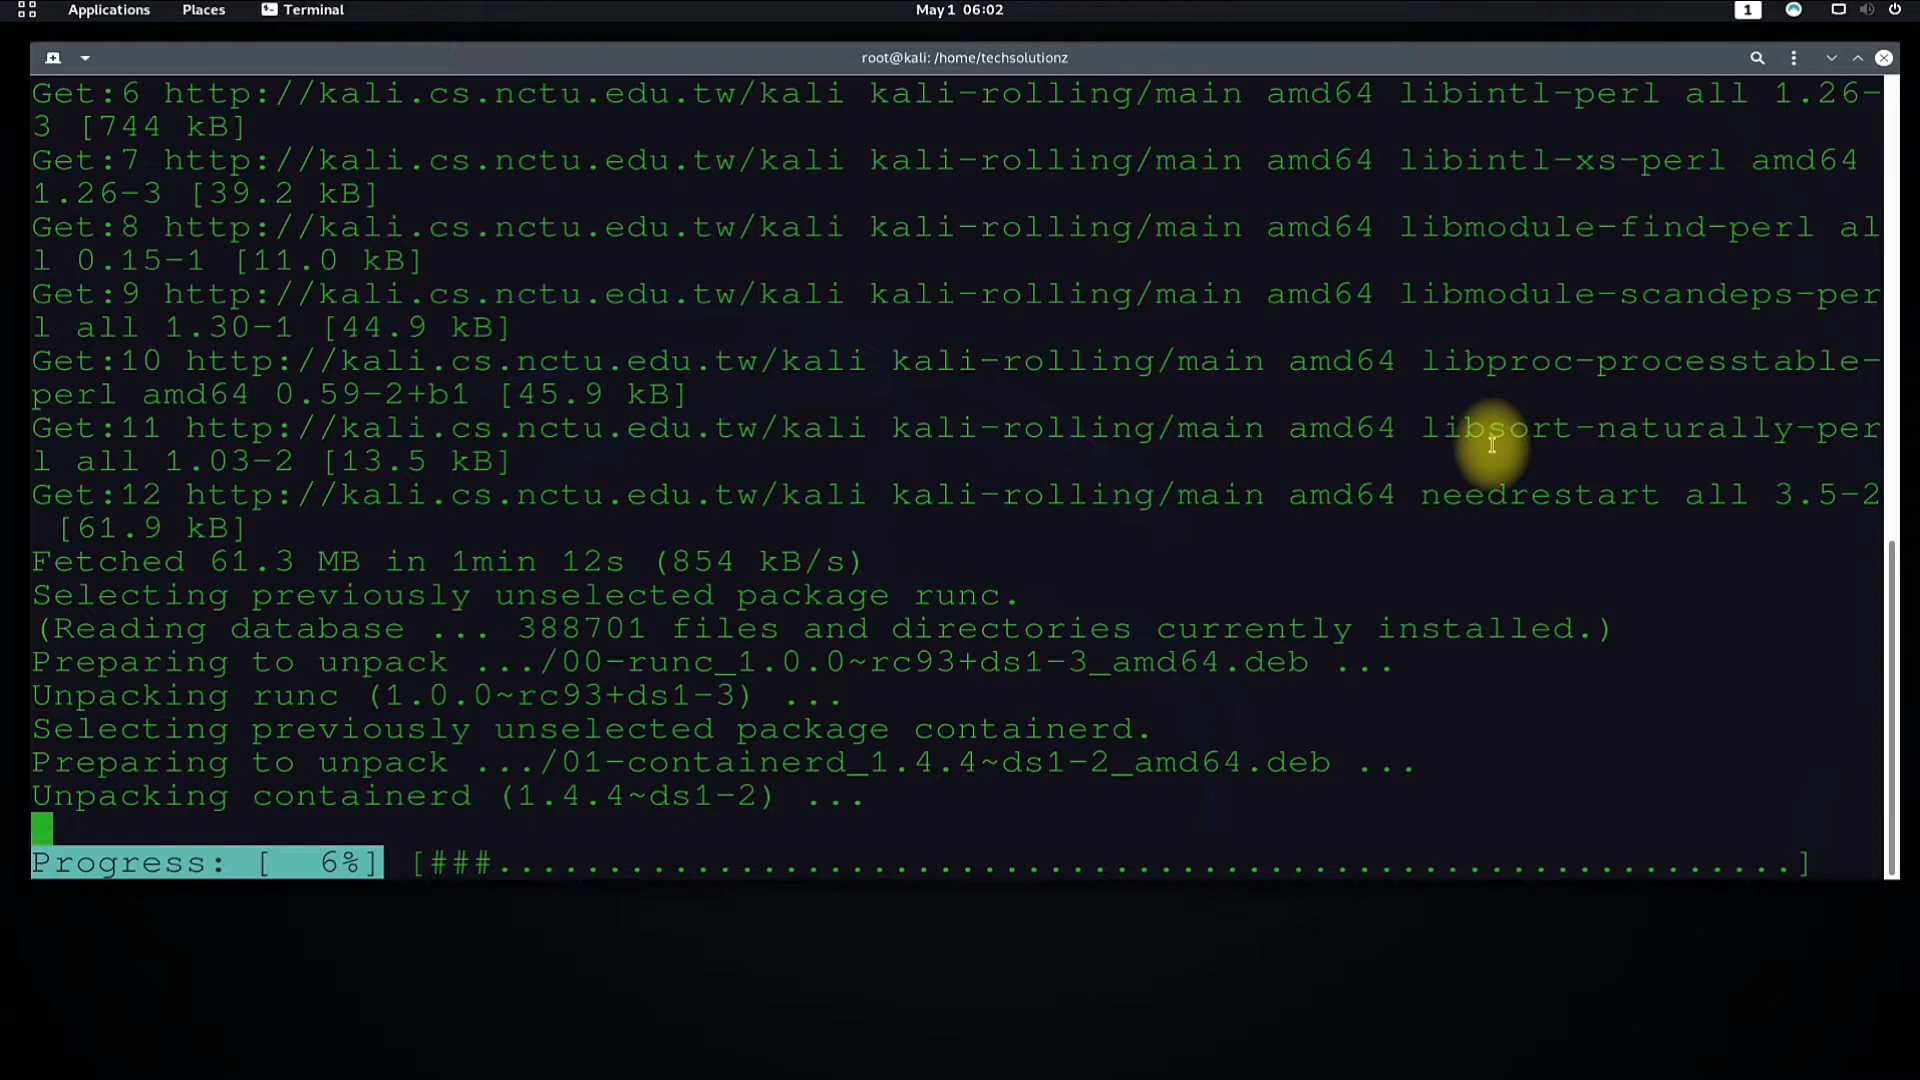 Applications Places Terminal May 1 06:02 1
root@kali: /home/techsolutionz
Get:6 http://kali.cs.nctu.edu.tw/kali kali-rolling/main amd64 libintl-perl all 1.26-
3 [744 kB]
Get:7 http://kali.cs.nctu.edu.tw/kali kali-rolling/main amd64 libintl-xs-perl amd64
1.26-3 [39.2 kB]
Get:8 http://kali.cs.nctu.edu.tw/kali kali-rolling/main amd64 libmodule-find-perl al
l 0.15-1 [11.0 kB]
Get:9 http://kali.cs.nctu.edu.tw/kali kali-rolling/main amd64 libmodule-scandeps-per
l all 1.30-1 [44.9 kB]
Get:10 http://kali.cs.nctu.edu.tw/kali kali-rolling/main amd64 libproc-processtable-
perl amd64 0.59-2+b1 [45.9 kB]
Get:11 http://kali.cs.nctu.edu.tw/kali kali-rolling/main amd64 libsort-naturally-per
l all 1.03-2 [13.5 kB]
Get:12 http://kali.cs.nctu.edu.tw/kali kali-rolling/main amd64 needrestart all 3.5-2
[61.9 kB]
Fetched 61.3 MB in 1min 12s (854 kB/s)
Selecting previously unselected package runc.
(Reading database ... 388701 files and directories currently installed.)
Preparing to unpack .../00-runc_1.0.0~rc93+ds1-3_amd64.deb ...
Unpacking runc (1.0.0~rc93+ds1-3) ...
Selecting previously unselected package containerd.
Preparing to unpack .../01-containerd_1.4.4~ds1-2_amd64.deb ...
Unpacking containerd (1.4.4~ds1-2) ...
Progress: [  6%] [###...........................................................]